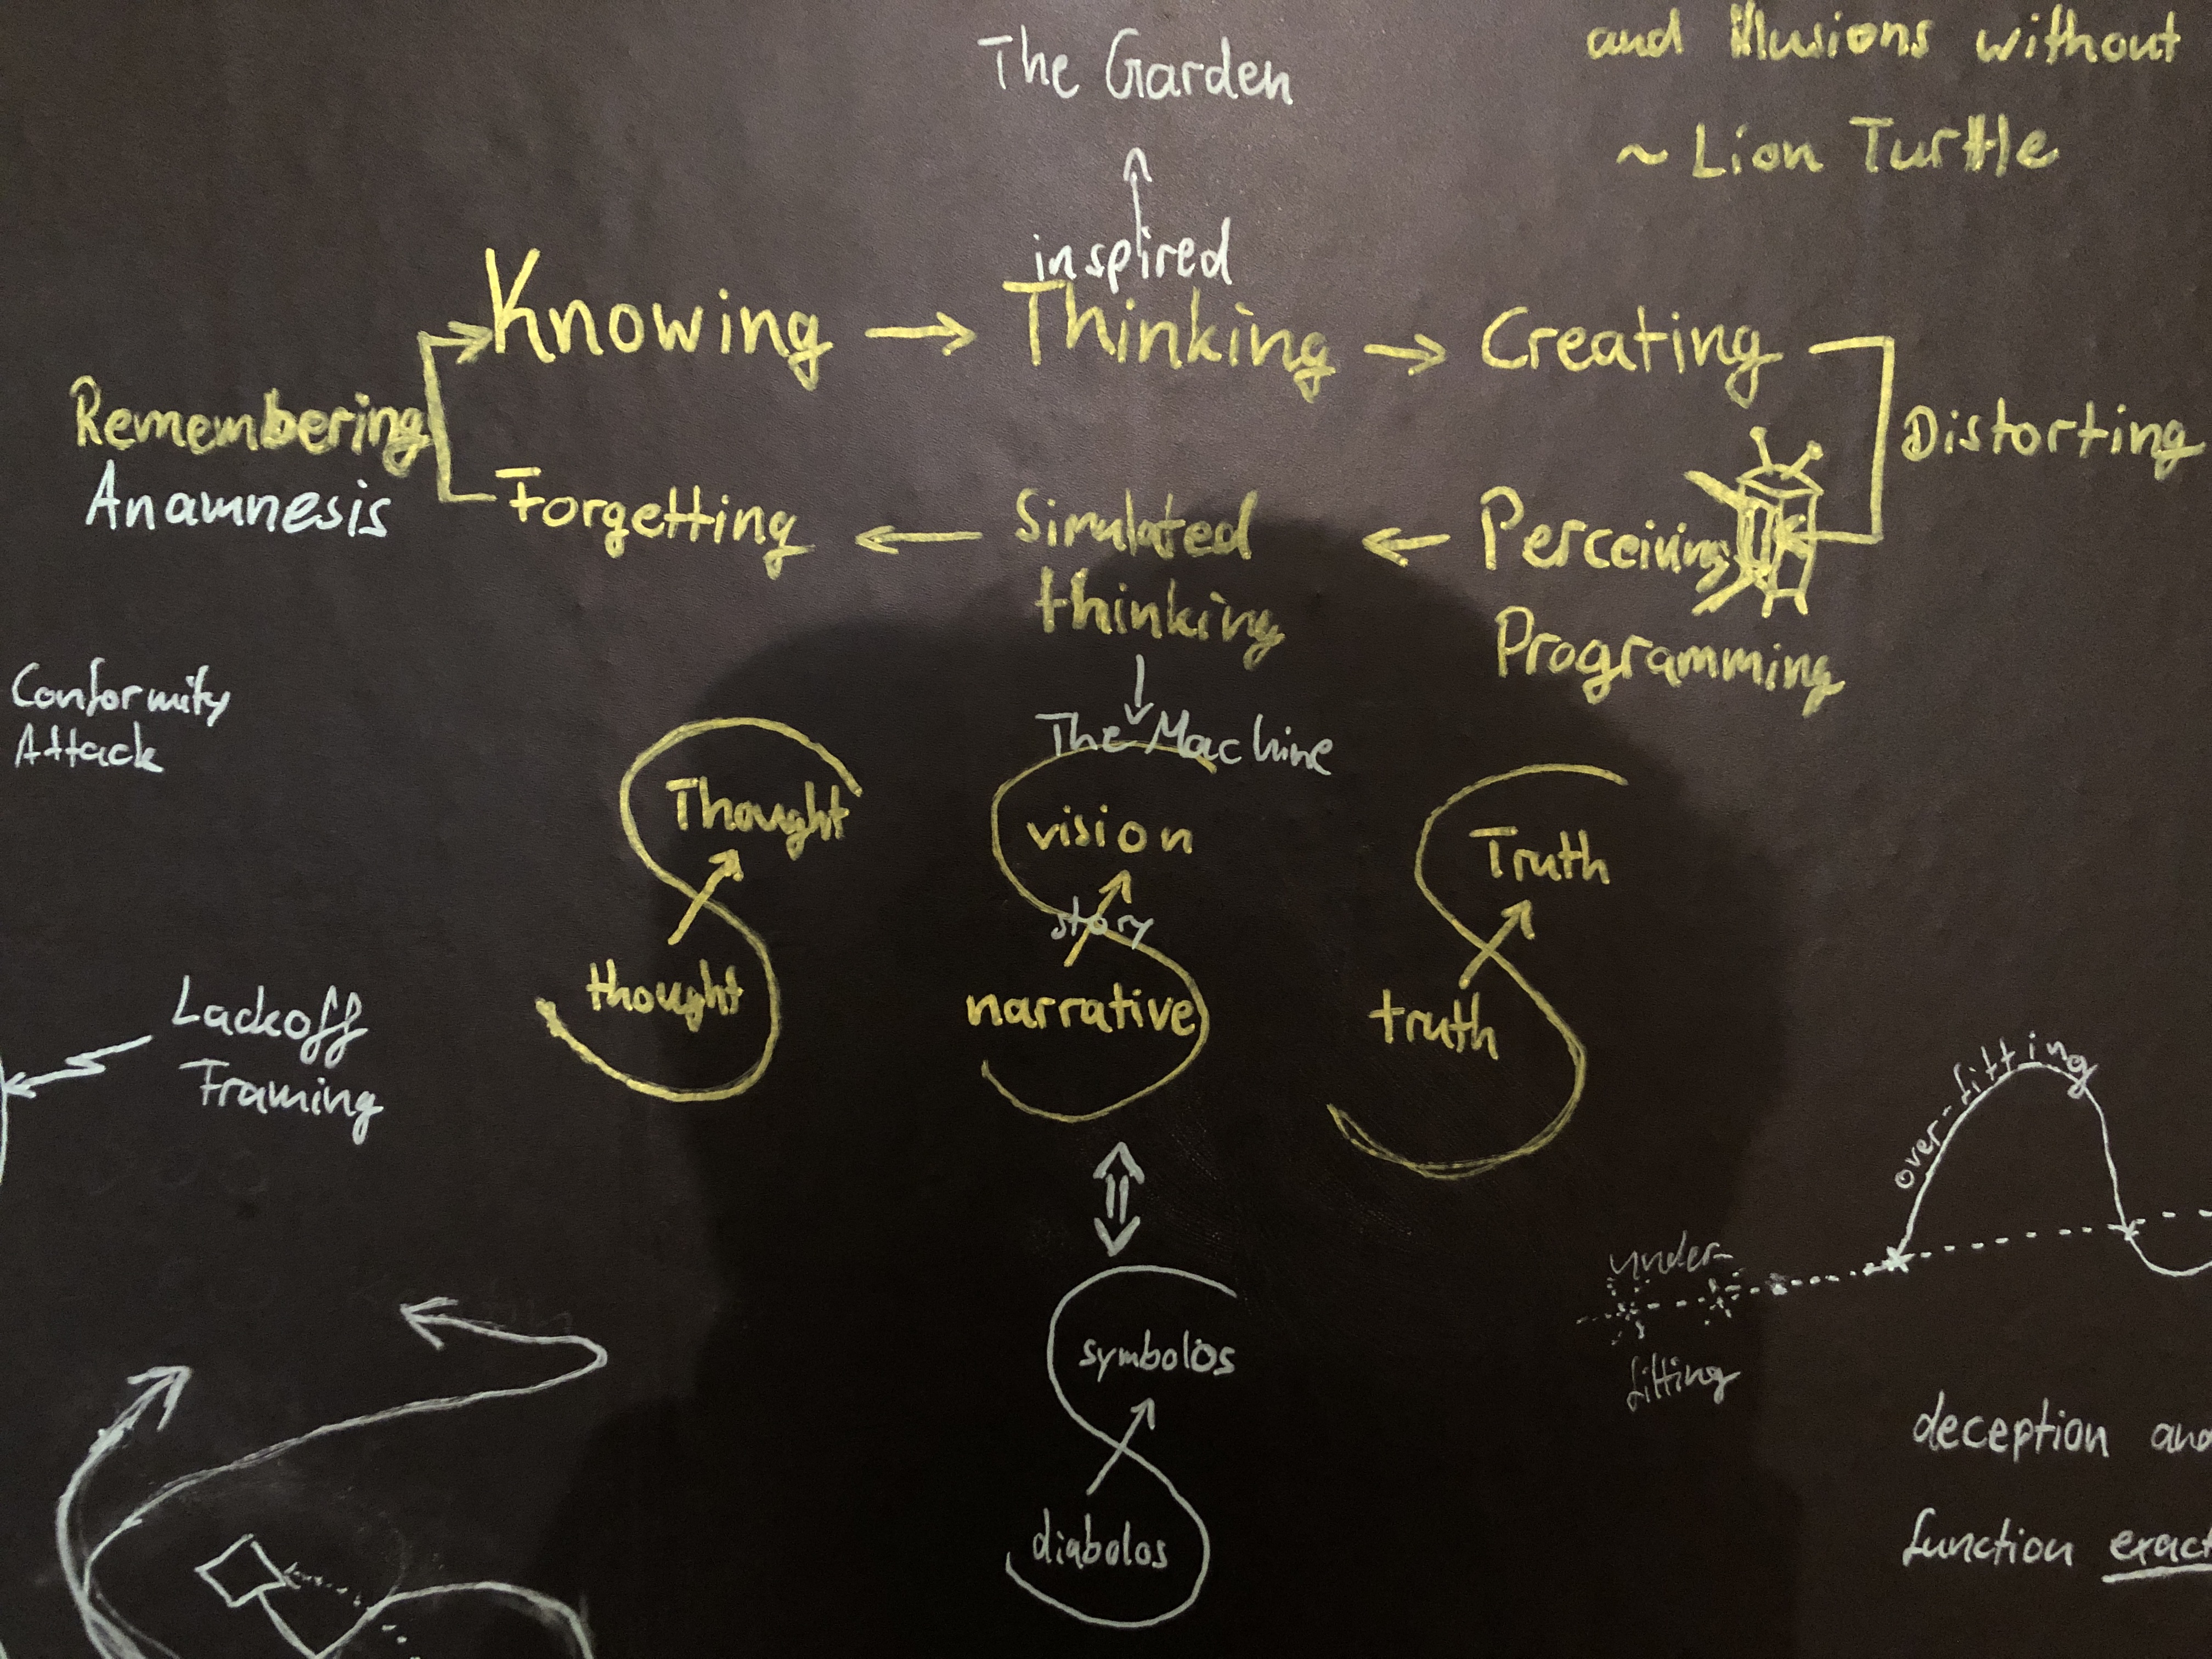 The Garden
and Illusions without
~ Lion Turtle
inspired
Knowing → Thinking → Creating
Remembering
Distorting
Anamnesis
Forgetting ← Simulated ← Perceiving
thinking
Programming
Conformity
Attack
The Machine
Thought
vision
Truth
story
thought
narrative
truth
Lackoff
Framing
over-fitting
under-
fitting
symbolos
diabolos
deception and
function exact